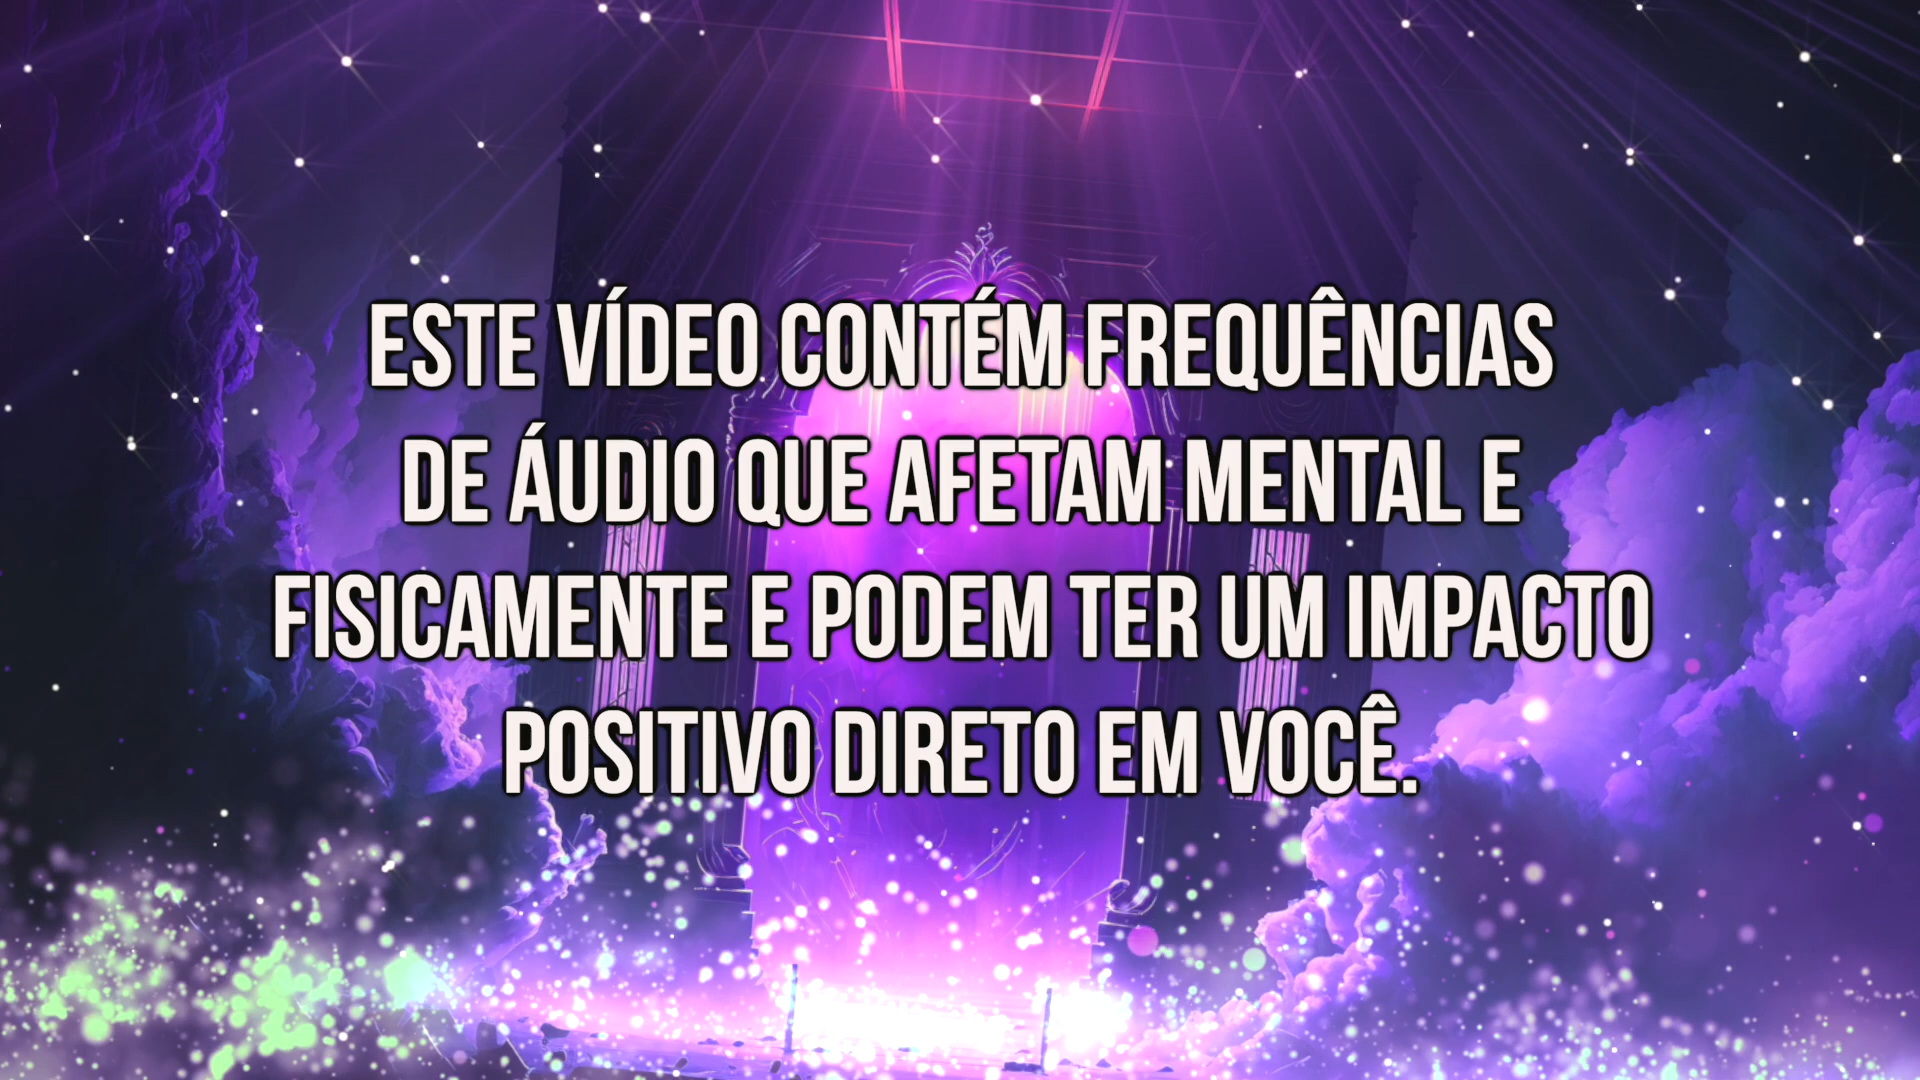 ESTE VÍDEO CONTÉM FREQUÊNCIAS
DE ÁUDIO QUE AFETAM MENTAL E
FISICAMENTE E PODEM TER UM IMPACTO
POSITIVO DIRETO EM VOCÊ.